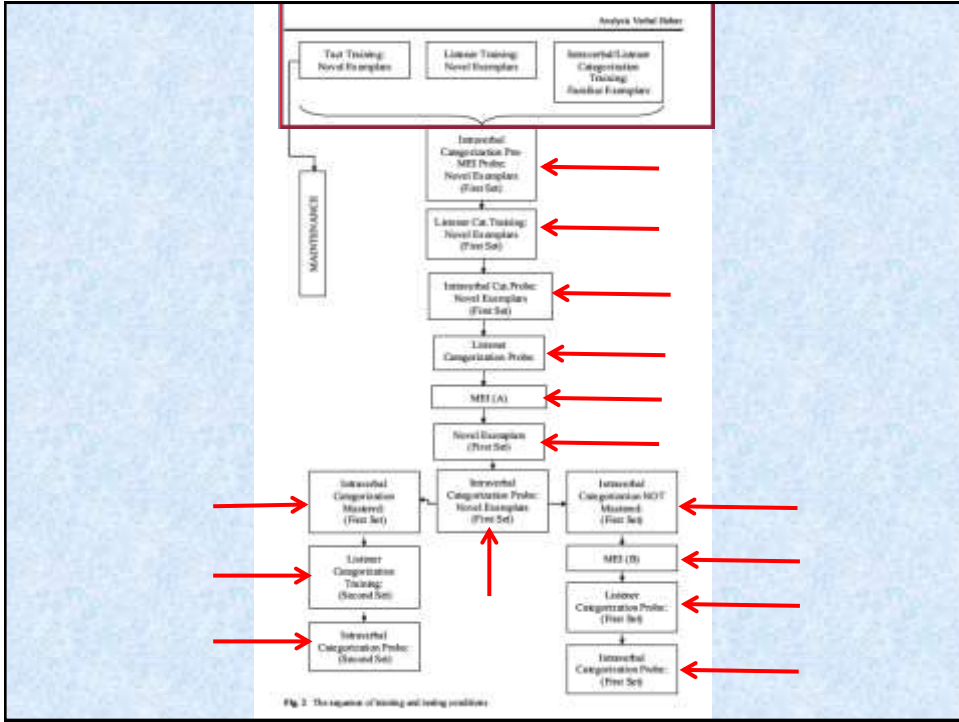 Analysis Verbal Behav
Tact Training:
Novel Exemplars
Listener Training:
Novel Exemplars
Intraverbal/Listener
Categorization
Training:
Familiar Exemplars
Intraverbal
Categorization Pre-
MEI Probe:
Novel Exemplars
(First Set)
MAINTENANCE
Listener Cat. Training:
Novel Exemplars
(First Set)
Intraverbal Cat. Probe:
Novel Exemplars
(First Set)
Listener
Categorization Probe
MEI (A)
Novel Exemplars
(First Set)
Intraverbal
Categorization
Mastered:
(First Set)
Intraverbal
Categorization Probe:
Novel Exemplars
(First Set)
Intraverbal
Categorization NOT
Mastered:
(First Set)
Listener
Categorization
Training:
(Second Set)
MEI (B)
Listener
Categorization Probe:
(First Set)
Intraverbal
Categorization Probe:
(Second Set)
Intraverbal
Categorization Probe:
(First Set)
Fig. 2 The sequence of training and testing conditions